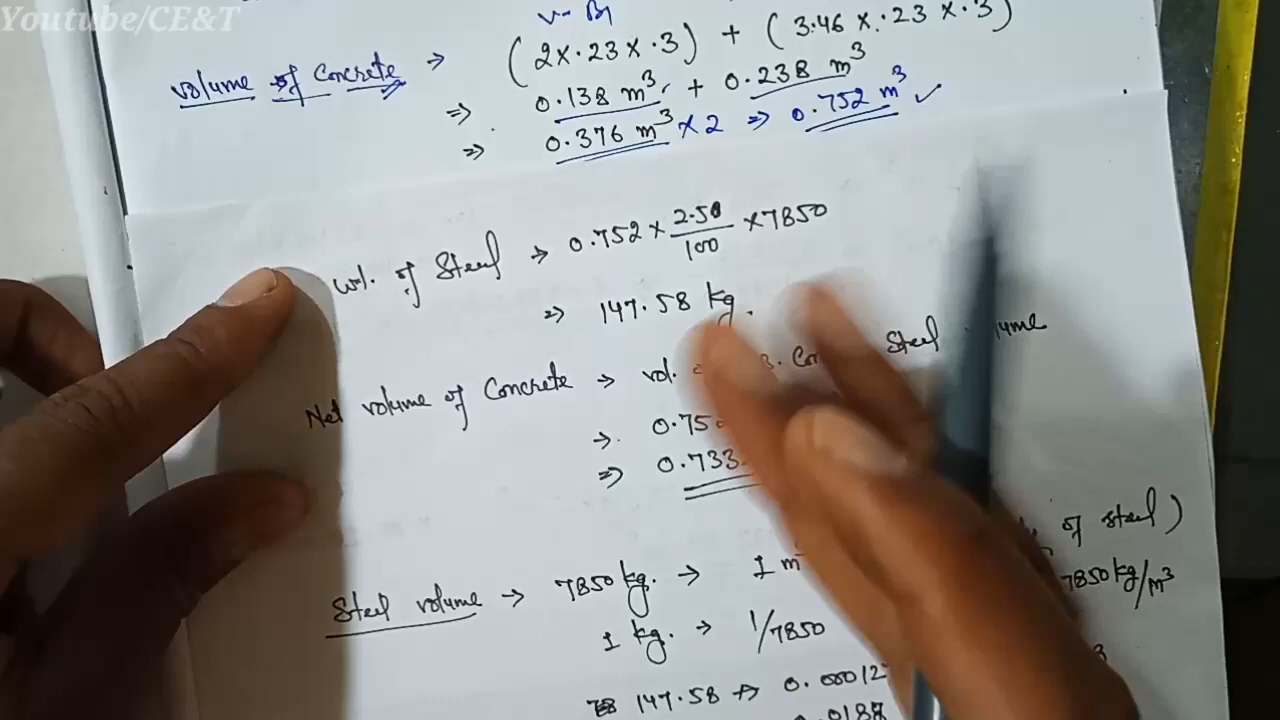 Youtube/CE&T
Volume of Concrete → (2×.23×.3) + (3.46×.23×.3)
⇒ 0.138 m³ + 0.238 m³
⇒ 0.376 m³ ×2 ⇒ 0.752 m³ ✓
wt. of Steel → 0.752 × 2.50/100 × 7850
⇒ 147.58 kg.
Net volume of Concrete → vol. Steel
→ 0.75
⇒ 0.733
of steel)
Steel volume → 7850 kg. → 1 m 7850 kg/m³
1 kg. → 1/7850
147.58 → 0.00012
0.0188